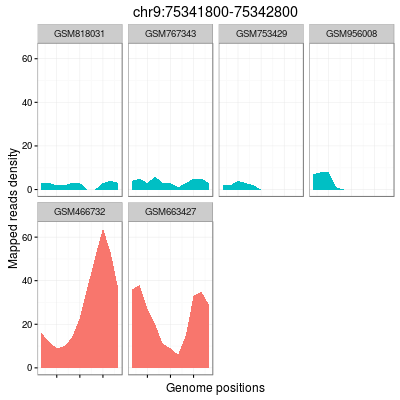 chr9:75341800-75342800
GSM818031 GSM767343 GSM753429 GSM956008
60
40
20
0
GSM466732 GSM663427
60
40
20
0
Mapped reads density
Genome positions